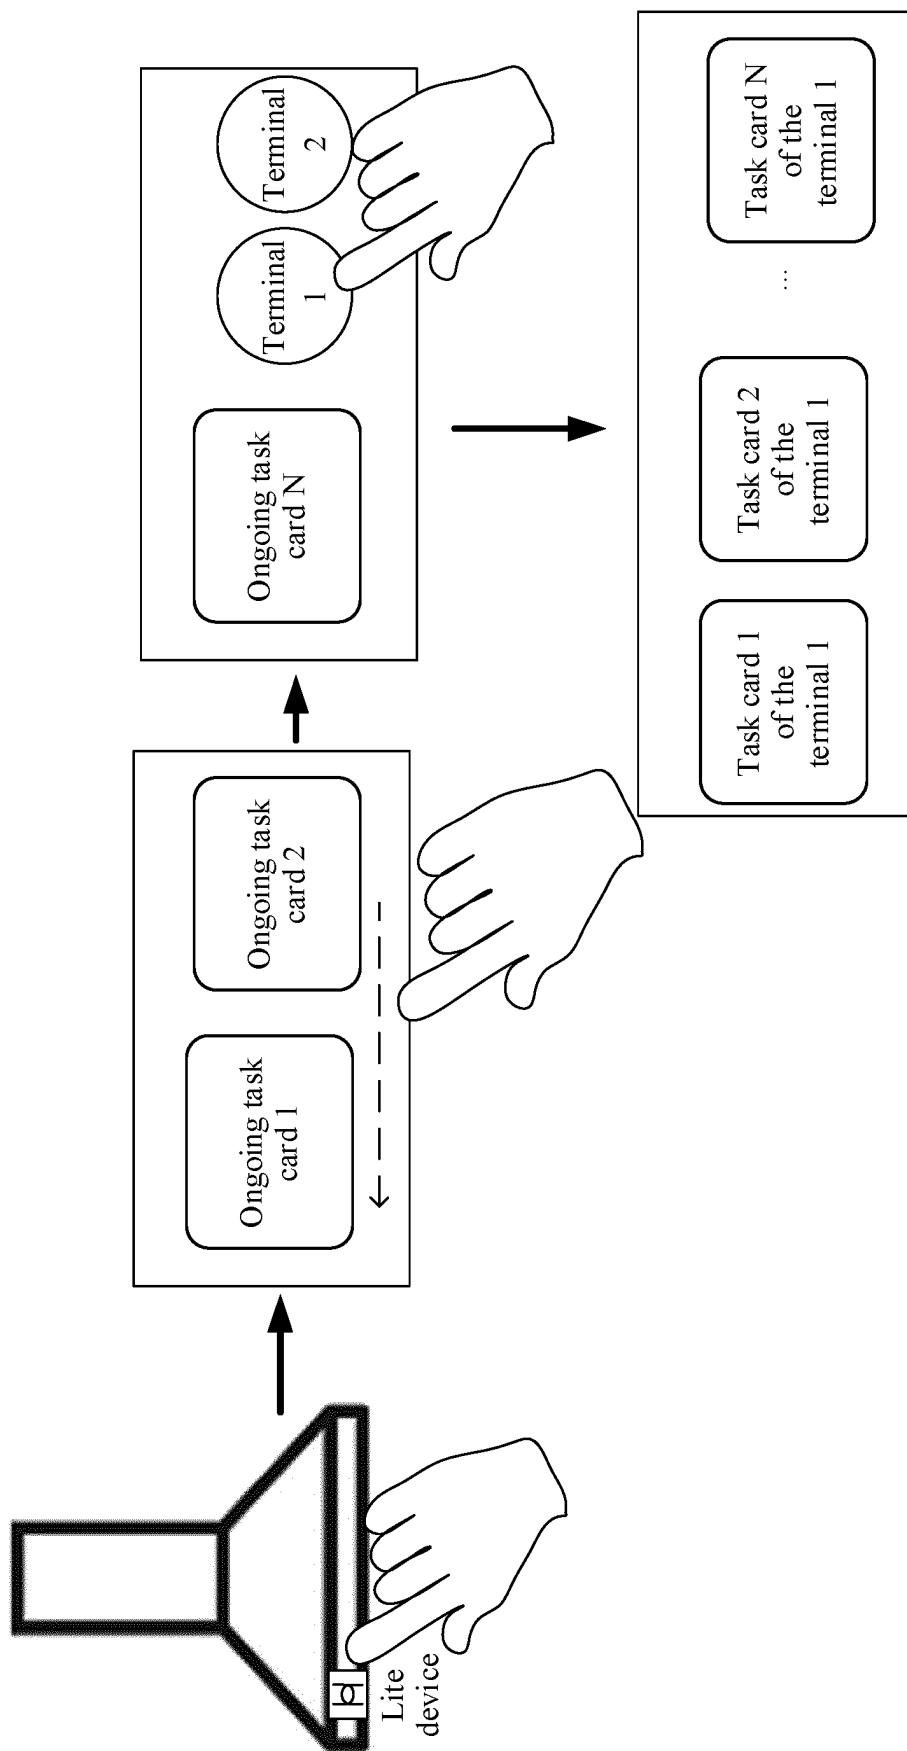 Lite
device
Ongoing task
card 1
Ongoing task
card 2
Ongoing task
card N
Terminal
1
Terminal
2
Task card 1
of the
terminal 1
Task card 2
of the
terminal 1
...
Task card N
of the
terminal 1